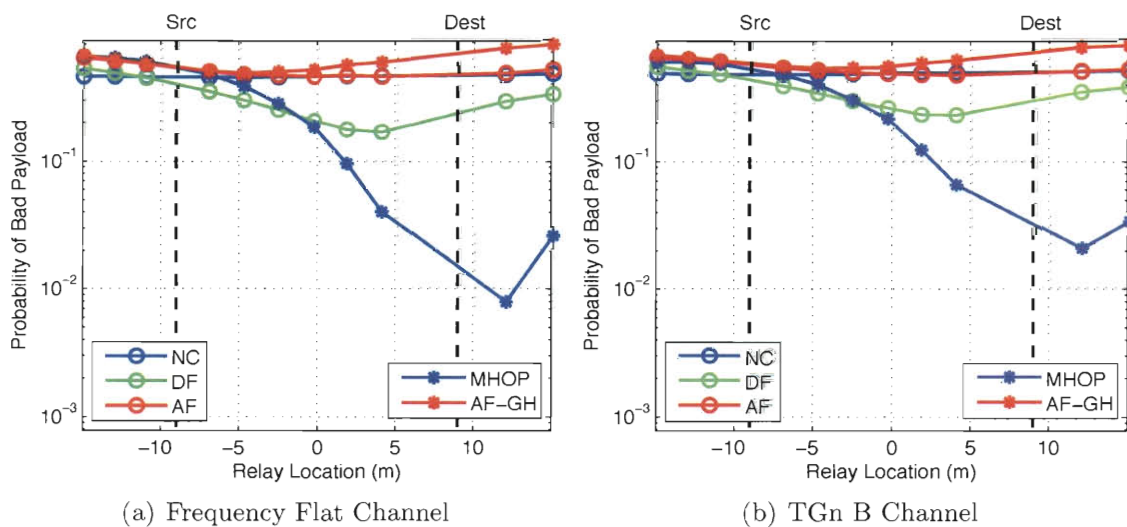 Src Dest
Probability of Bad Payload
10^-1
10^-2
10^-3
NC
DF
AF
MHOP
AF-GH
-10 -5 0 5 10 15
Relay Location (m)
(a) Frequency Flat Channel
Src Dest
Probability of Bad Payload
10^-1
10^-2
10^-3
NC
DF
AF
MHOP
AF-GH
-10 -5 0 5 10 15
Relay Location (m)
(b) TGn B Channel